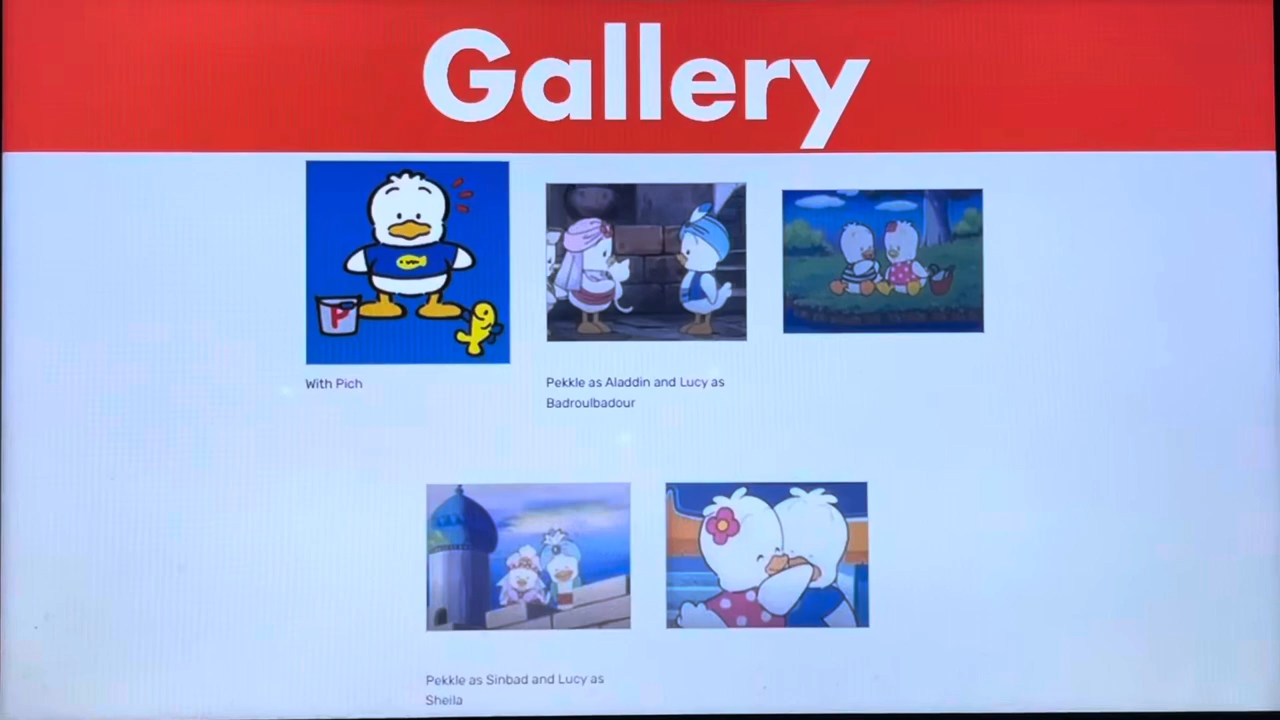 Gallery
P
With Pich
Pekkle as Aladdin and Lucy as
Badroulbadour
Pekkle as Sinbad and Lucy as
Sheila